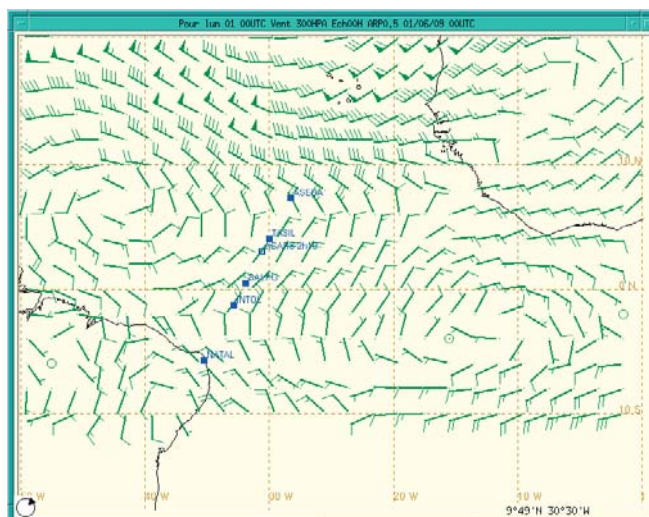 Pour lun 01 00UTC Vent 300HPA Ech00H ARP0,5 01/06/09 00UTC
10 N
TASIL
0 N
INTOL
NATAL
10 S
40 W
30 W
20 W
10 W
9°49'N 30°30'W